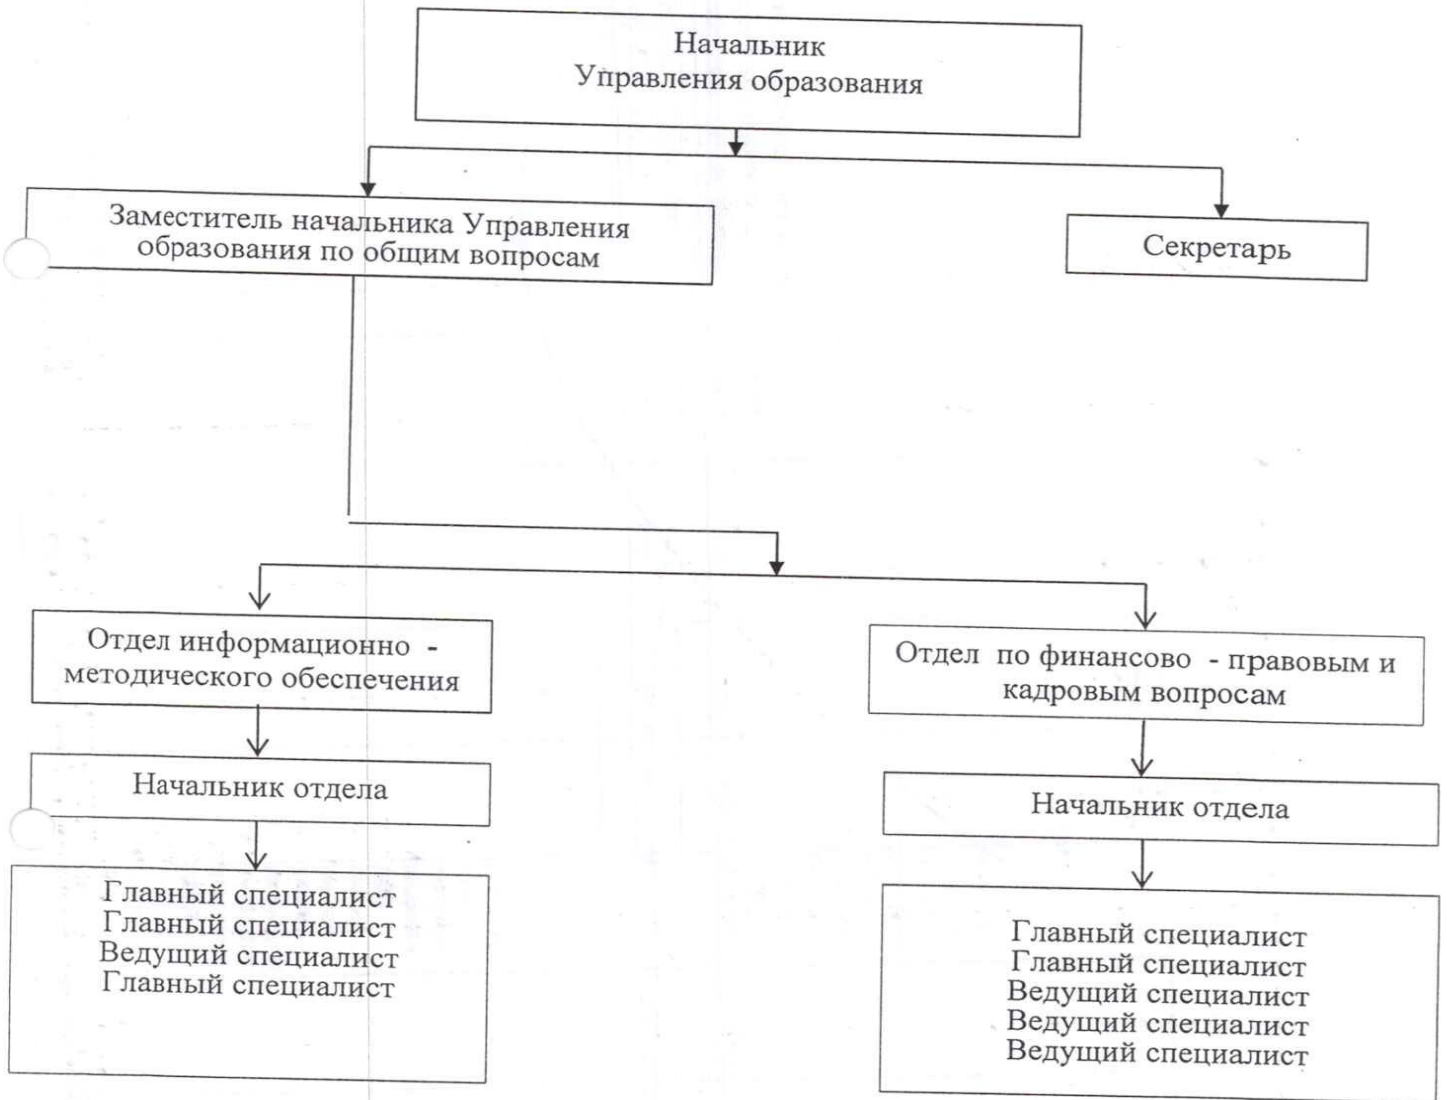 Начальник
Управления образования
Заместитель начальника Управления
образования по общим вопросам
Секретарь
Отдел информационно -
методического обеспечения
Отдел по финансово - правовым и
кадровым вопросам
Начальник отдела
Начальник отдела
Главный специалист
Главный специалист
Ведущий специалист
Главный специалист
Главный специалист
Главный специалист
Ведущий специалист
Ведущий специалист
Ведущий специалист